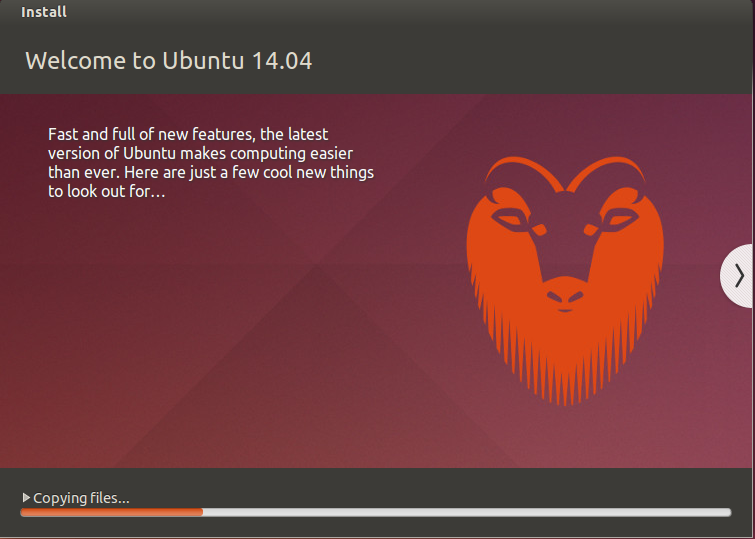 Install
Welcome to Ubuntu 14.04
Fast and full of new features, the latest
version of Ubuntu makes computing easier
than ever. Here are just a few cool new things
to look out for…
Copying files...